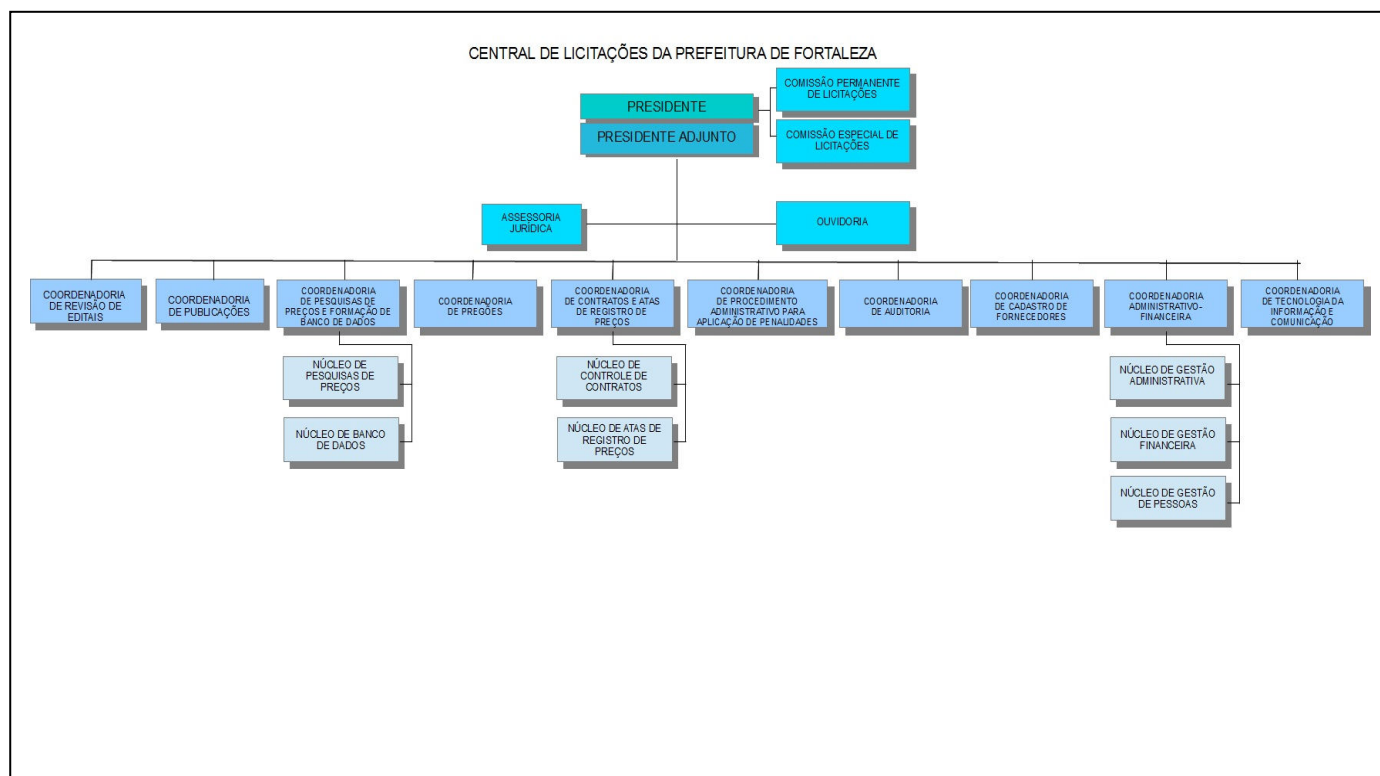 CENTRAL DE LICITAÇÕES DA PREFEITURA DE FORTALEZA
PRESIDENTE
PRESIDENTE ADJUNTO
COMISSÃO PERMANENTE
DE LICITAÇÕES
COMISSÃO ESPECIAL DE
LICITAÇÕES
ASSESSORIA
JURÍDICA
OUVIDORIA
COORDENADORIA
DE REVISÃO DE
EDITAIS
COORDENADORIA
DE PUBLICAÇÕES
COORDENADORIA
DE PESQUISAS DE
PREÇOS E FORMAÇÃO DE
BANCO DE DADOS
COORDENADORIA
DE PREGÕES
COORDENADORIA
DE CONTRATOS E ATAS
DE REGISTRO DE
PREÇOS
COORDENADORIA
DE PROCEDIMENTO
ADMINISTRATIVO PARA
APLICAÇÃO DE PENALIDADES
COORDENADORIA
DE AUDITORIA
COORDENADORIA
DE CADASTRO DE
FORNECEDORES
COORDENADORIA
ADMINISTRATIVO-
FINANCEIRA
COORDENADORIA
DE TECNOLOGIA DA
INFORMAÇÃO E
COMUNICAÇÃO
NÚCLEO DE
PESQUISAS DE
PREÇOS
NÚCLEO DE BANCO
DE DADOS
NÚCLEO DE
CONTROLE DE
CONTRATOS
NÚCLEO DE ATAS DE
REGISTRO DE
PREÇOS
NÚCLEO DE GESTÃO
ADMINISTRATIVA
NÚCLEO DE GESTÃO
FINANCEIRA
NÚCLEO DE GESTÃO
DE PESSOAS